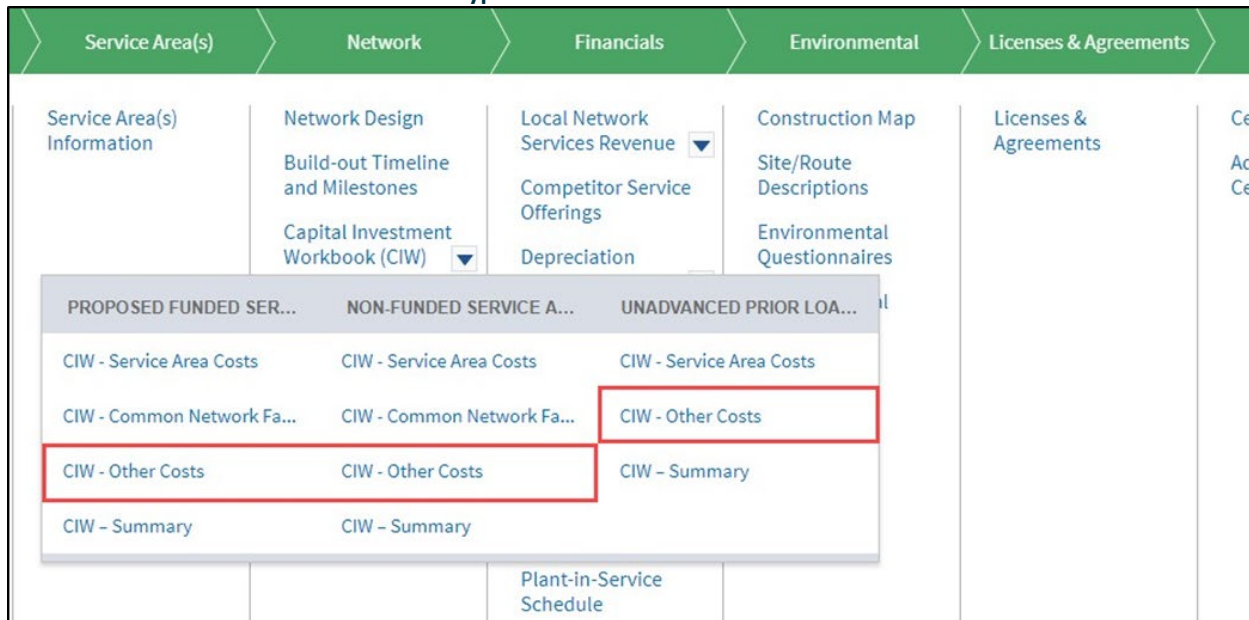 Service Area(s)
Network
Financials
Environmental
Licenses & Agreements
Service Area(s)
Information
Network Design
Build-out Timeline
and Milestones
Capital Investment
Workbook (CIW)
Local Network
Services Revenue
Competitor Service
Offerings
Depreciation
Construction Map
Site/Route
Descriptions
Environmental
Questionnaires
Licenses &
Agreements
PROPOSED FUNDED SER...
NON-FUNDED SERVICE A...
UNADVANCED PRIOR LOA...
CIW - Service Area Costs
CIW - Service Area Costs
CIW - Service Area Costs
CIW - Common Network Fa...
CIW - Common Network Fa...
CIW - Other Costs
CIW - Other Costs
CIW - Other Costs
CIW – Summary
CIW – Summary
CIW – Summary
Plant-in-Service
Schedule